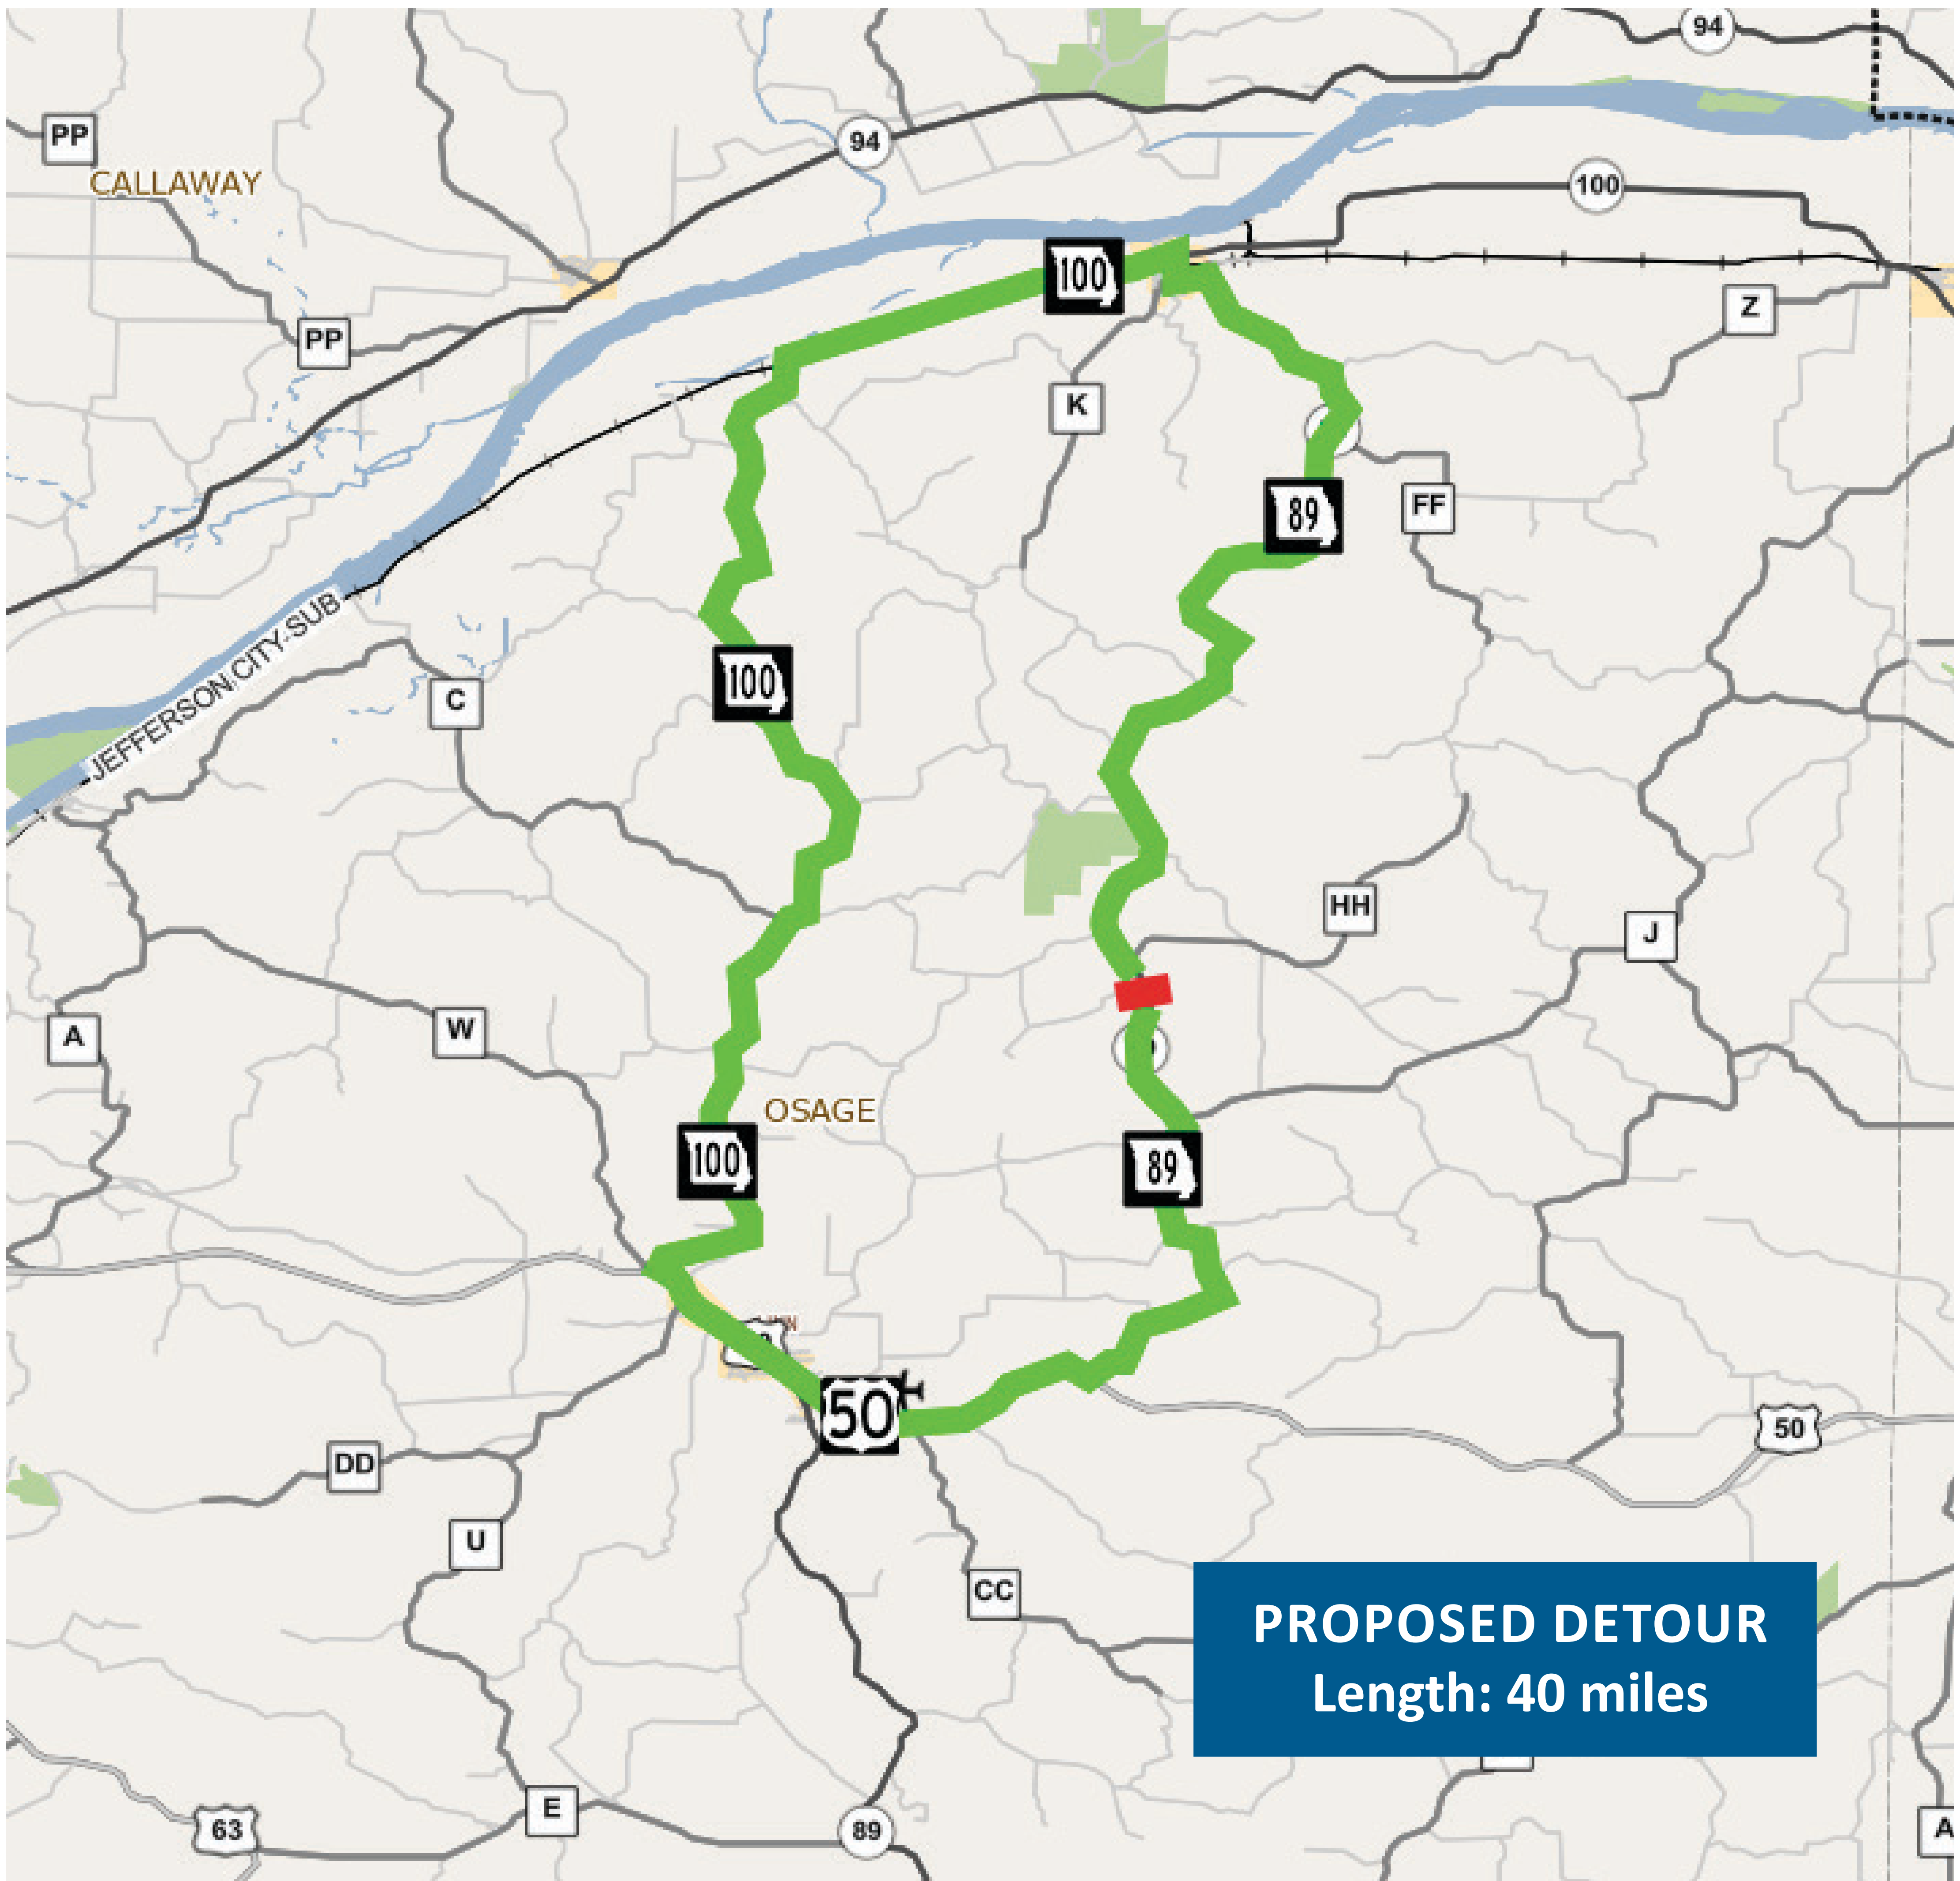 94
PP
94
CALLAWAY
100
100
Z
PP
K
89
FF
JEFFERSON CITY SUB
100
C
HH
J
A
W
OSAGE
100
89
50
50
DD
U
CC
PROPOSED DETOUR
Length: 40 miles
E
63
89
A